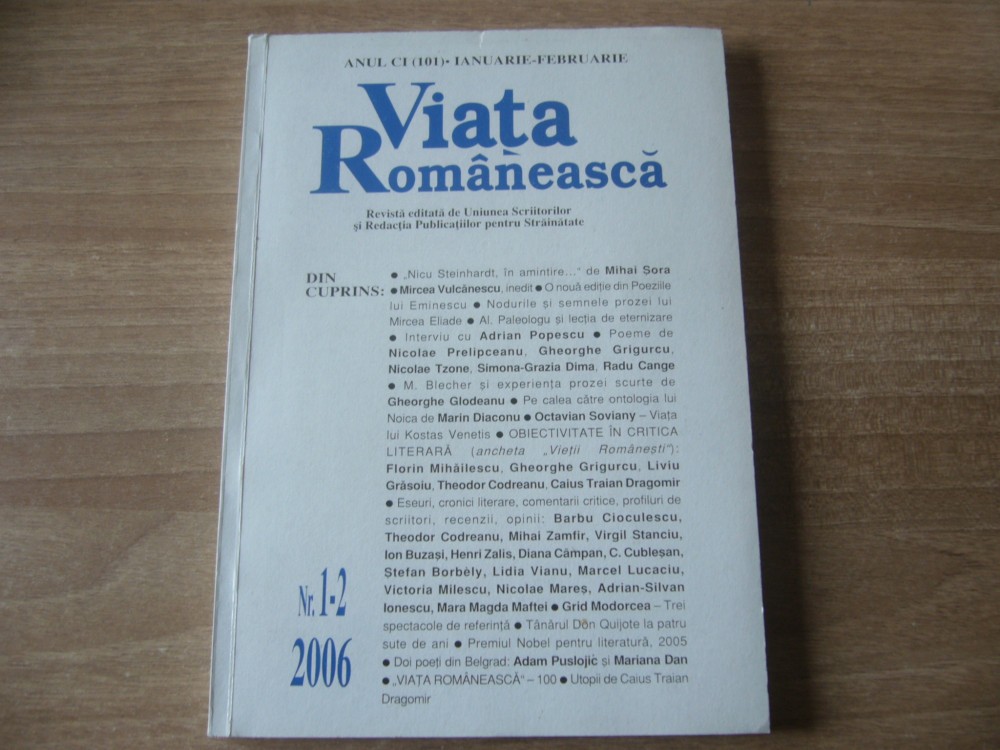 ANUL CI (101)• IANUARIE-FEBRUARIE
Viața
Românească
Revistă editată de Uniunea Scriitorilor
și Redacția Publicațiilor pentru Străinătate
DIN
CUPRINS:
● „Nicu Steinhardt, în amintire...“ de Mihai Șora
● Mircea Vulcănescu, inedit ● O nouă ediție din Poeziile
lui Eminescu ● Nodurile și semnele prozei lui
Mircea Eliade ● Al. Paleologu și lecția de eternizare
● Interviu cu Adrian Popescu ● Poeme de
Nicolae Prelipceanu, Gheorghe Grigurcu,
Nicolae Tzone, Simona-Grazia Dima, Radu Cange
● M. Blecher și experiența prozei scurte de
Gheorghe Glodeanu ● Pe calea către ontologia lui
Noica de Marin Diaconu ● Octavian Soviany – Viața
lui Kostas Venetis ● OBIECTIVITATE ÎN CRITICA
LITERARĂ (ancheta „Vieții Românești“):
Florin Mihăilescu, Gheorghe Grigurcu, Liviu
Grăsoiu, Theodor Codreanu, Caius Traian Dragomir
● Eseuri, cronici literare, comentarii critice, profiluri de
scriitori, recenzii, opinii: Barbu Cioculescu,
Theodor Codreanu, Mihai Zamfir, Virgil Stanciu,
Ion Buzași, Henri Zalis, Diana Câmpan, C. Cubleșan,
Ștefan Borbély, Lidia Vianu, Marcel Lucaciu,
Victoria Milescu, Nicolae Mareș, Adrian-Silvan
Ionescu, Mara Magda Maftei ● Grid Modorcea – Trei
spectacole de referință ● Tânărul Don Quijote la patru
sute de ani ● Premiul Nobel pentru literatură, 2005
● Doi poeți din Belgrad: Adam Puslojić și Mariana Dan
● „VIAȚA ROMÂNEASCĂ“ – 100 ● Utopii de Caius Traian
Dragomir
Nr. 1-2
2006